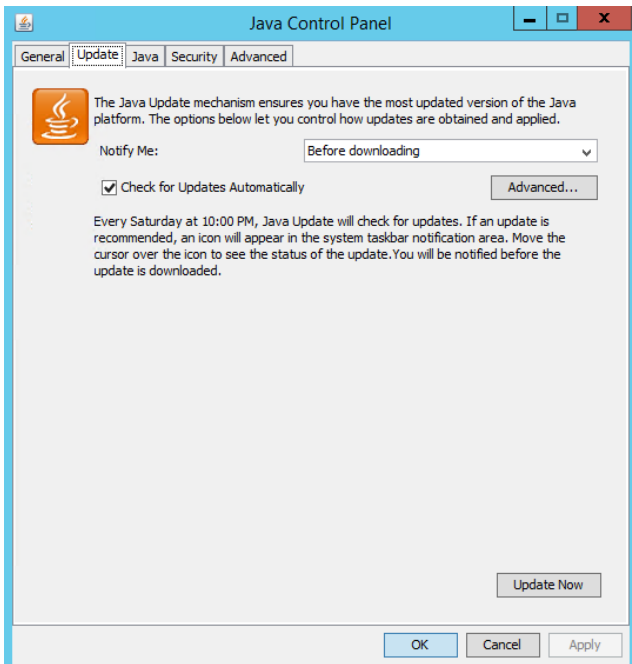 Java Control Panel
General Update Java Security Advanced
The Java Update mechanism ensures you have the most updated version of the Java
platform. The options below let you control how updates are obtained and applied.
Notify Me: Before downloading
Check for Updates Automatically Advanced...
Every Saturday at 10:00 PM, Java Update will check for updates. If an update is
recommended, an icon will appear in the system taskbar notification area. Move the
cursor over the icon to see the status of the update.You will be notified before the
update is downloaded.
Update Now
OK Cancel Apply